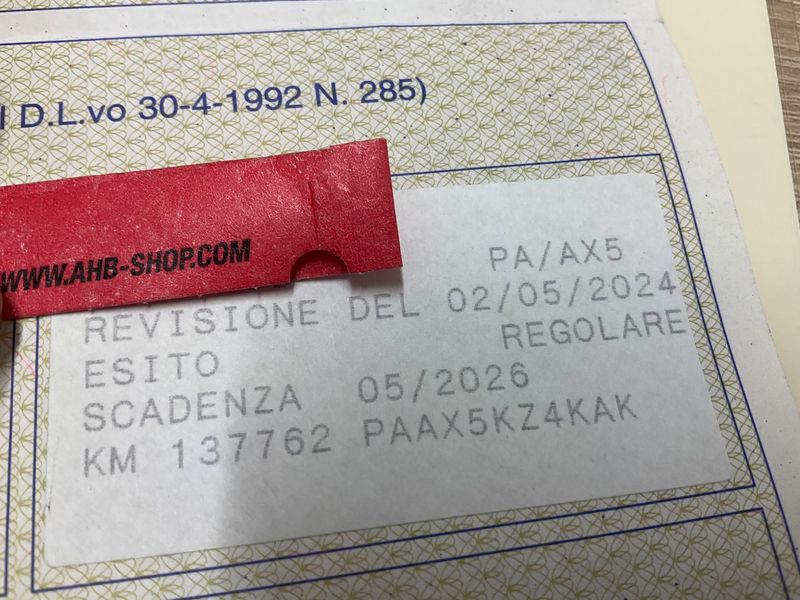 I D.L.vo 30-4-1992 N. 285)
WWW.AHB-SHOP.COM
PA/AX5
REVISIONE DEL 02/05/2024
ESITO REGOLARE
SCADENZA 05/2026
KM 137762 PAAX5KZ4KAK